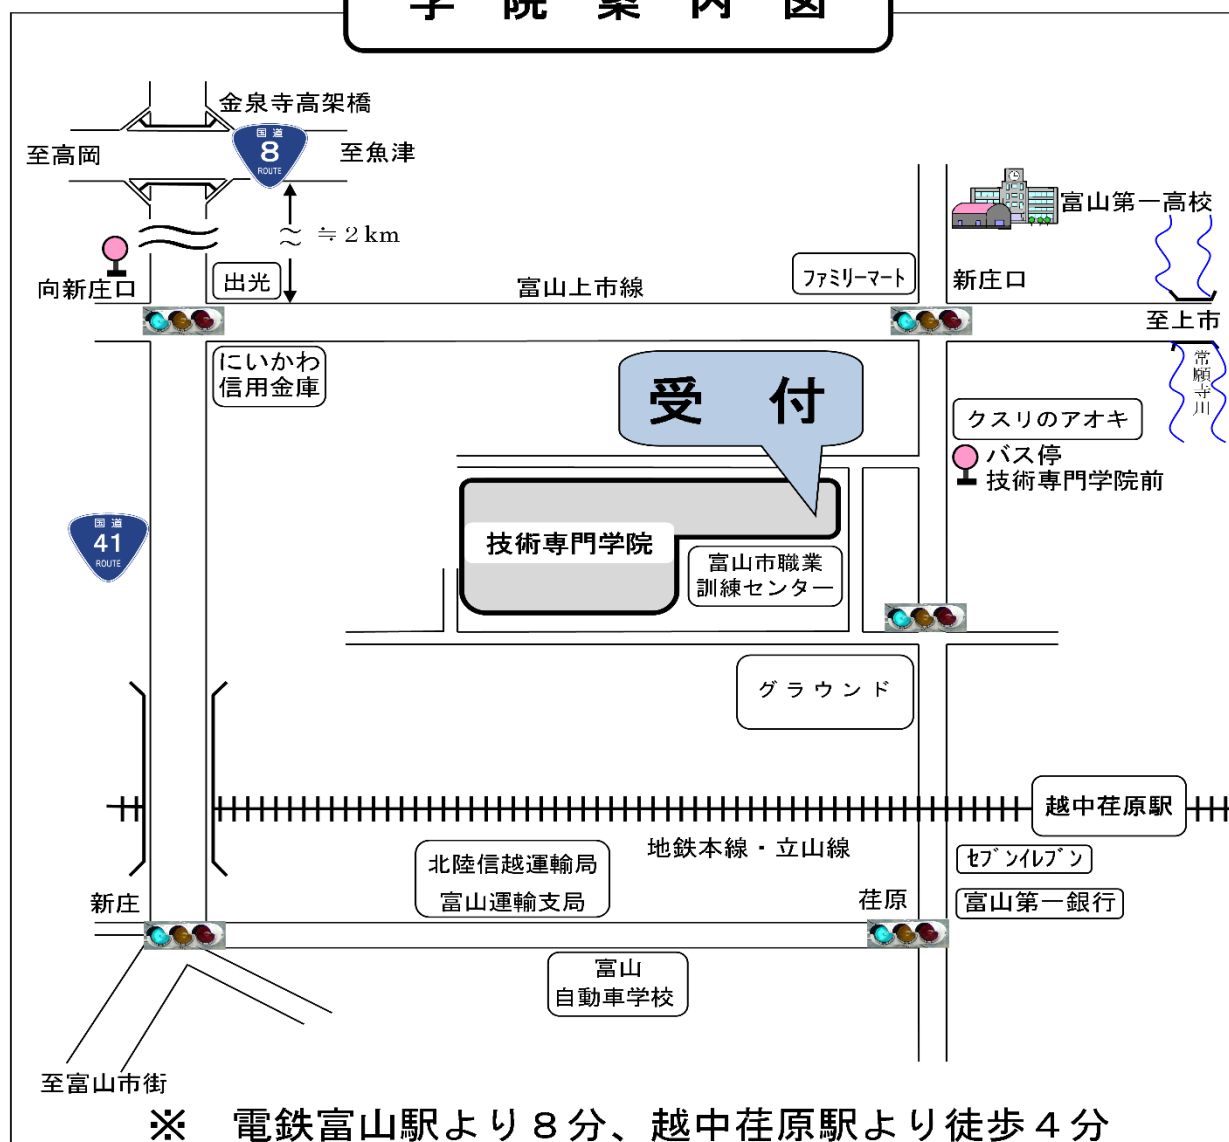 学院案内図
金泉寺高架橋
国道
8
ROUTE
至高岡
至魚津
≒2km
富山第一高校
向新庄口
出光
富山上市線
ファミリーマート
新庄口
至上市
にいかわ
信用金庫
受付
常願寺川
クスリのアオキ
バス停
技術専門学院前
国道
41
ROUTE
技術専門学院
富山市職業
訓練センター
グラウンド
越中荏原駅
地鉄本線・立山線
北陸信越運輸局
富山運輸支局
セブンイレブン
新庄
荏原
富山第一銀行
富山
自動車学校
至富山市街
※　電鉄富山駅より８分、越中荏原駅より徒歩４分